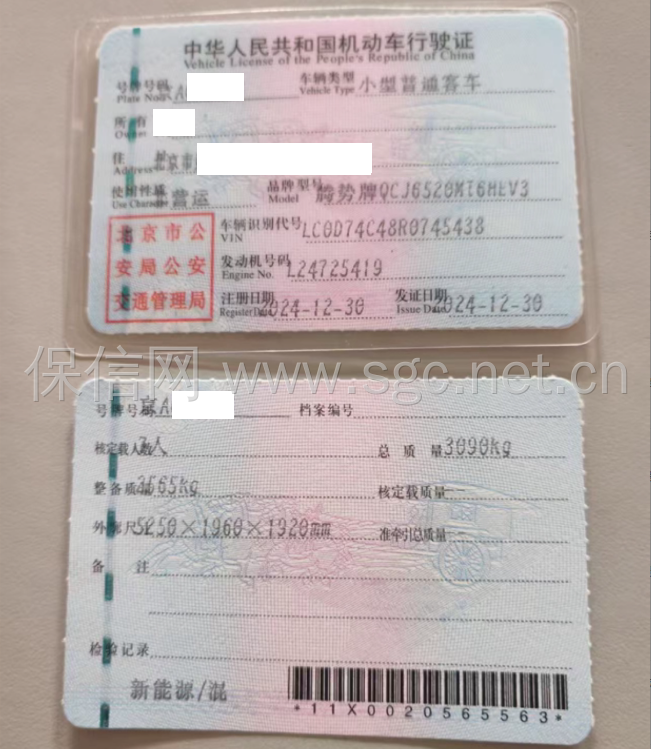 中华人民共和国机动车行驶证
Vehicle License of the People's Republic of China
号牌号码 A 车辆类型 小型普通客车
Plate No. Vehicle Type
所有
Owner
住 北京市
Address
使用性质 营运 品牌型号 腾势牌QCJ6520MT6HEV3
Use Character Model
北京市公
安局公安
交通管理局
车辆识别代号 LC0D74C48R0745438
VIN
发动机号码 L24725419
Engine No.
注册日期 2024-12-30 发证日期 2024-12-30
Register Date Issue Date
保信网 www.sgc.net.cn
号牌号码 京A 档案编号
核定载人数 7人 总质量 3090kg
整备质量 2565kg 核定载质量
外廓尺寸 5250×1960×1920mm 准牵引总质量
备注
检验记录
新能源/混
*11X0020565563*